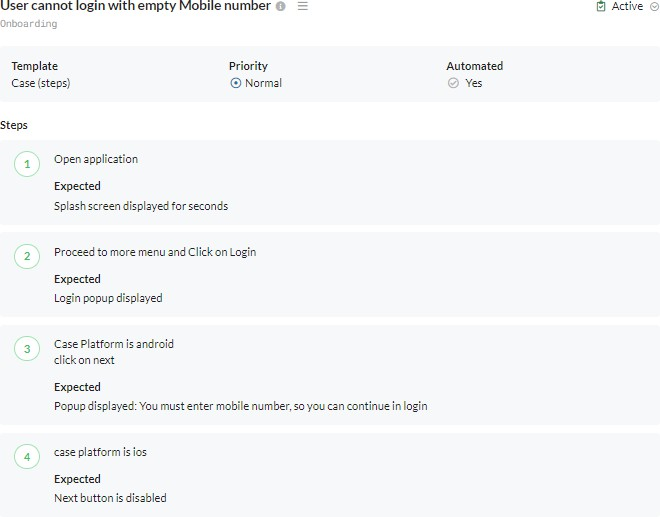 User cannot login with empty Mobile number
Active
Onboarding
Template
Priority
Automated
Case (steps)
Normal
Yes
Steps
1
Open application
Expected
Splash screen displayed for seconds
2
Proceed to more menu and Click on Login
Expected
Login popup displayed
3
Case Platform is android
click on next
Expected
Popup displayed: You must enter mobile number, so you can continue in login
4
case platform is ios
Expected
Next button is disabled